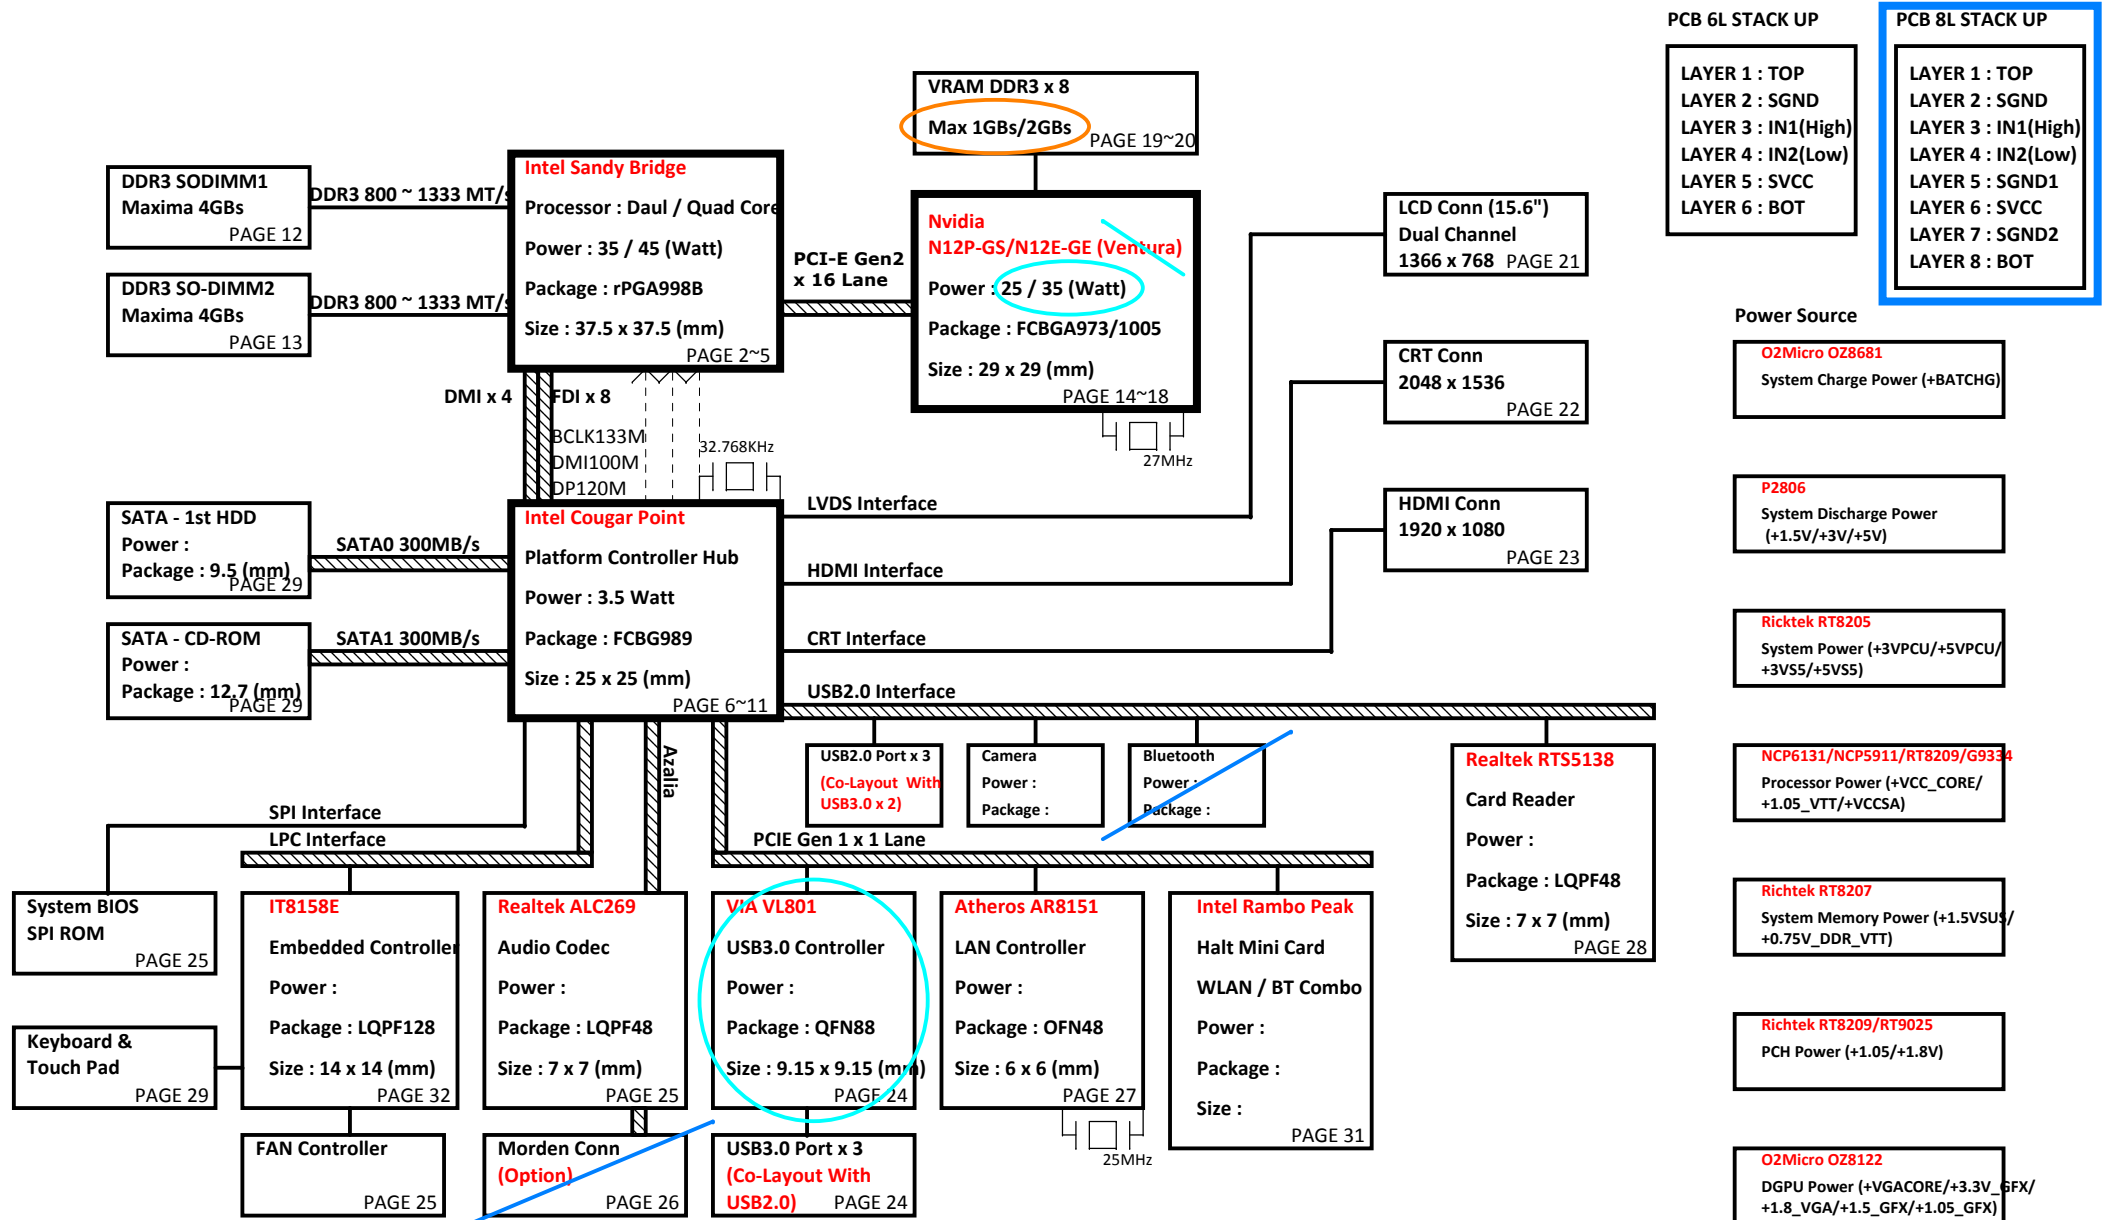 PCB 6L STACK UP
LAYER 1 : TOP
LAYER 2 : SGND
LAYER 3 : IN1(High)
LAYER 4 : IN2(Low)
LAYER 5 : SVCC
LAYER 6 : BOT
PCB 8L STACK UP
LAYER 1 : TOP
LAYER 2 : SGND
LAYER 3 : IN1(High)
LAYER 4 : IN2(Low)
LAYER 5 : SGND1
LAYER 6 : SVCC
LAYER 7 : SGND2
LAYER 8 : BOT
VRAM DDR3 x 8
Max 1GBs/2GBs
PAGE 19~20
DDR3 SODIMM1
Maxima 4GBs
PAGE 12
DDR3 800 ~ 1333 MT/s
DDR3 SO-DIMM2
Maxima 4GBs
PAGE 13
DDR3 800 ~ 1333 MT/s
Intel Sandy Bridge
Processor : Daul / Quad Core
Power : 35 / 45 (Watt)
Package : rPGA998B
Size : 37.5 x 37.5 (mm)
PAGE 2~5
PCI-E Gen2
x 16 Lane
Nvidia
N12P-GS/N12E-GE (Ventura)
Power : 25 / 35 (Watt)
Package : FCBGA973/1005
Size : 29 x 29 (mm)
PAGE 14~18
27MHz
LCD Conn (15.6")
Dual Channel
1366 x 768
PAGE 21
CRT Conn
2048 x 1536
PAGE 22
HDMI Conn
1920 x 1080
PAGE 23
DMI x 4
FDI x 8
BCLK133M
DMI100M
DP120M
32.768KHz
SATA - 1st HDD
Power :
Package : 9.5 (mm)
PAGE 29
SATA0 300MB/s
SATA - CD-ROM
Power :
Package : 12.7 (mm)
PAGE 29
SATA1 300MB/s
Intel Cougar Point
Platform Controller Hub
Power : 3.5 Watt
Package : FCBG989
Size : 25 x 25 (mm)
PAGE 6~11
LVDS Interface
HDMI Interface
CRT Interface
USB2.0 Interface
USB2.0 Port x 3
(Co-Layout With
USB3.0 x 2)
Camera
Power :
Package :
Bluetooth
Power :
Package :
Realtek RTS5138
Card Reader
Power :
Package : LQPF48
Size : 7 x 7 (mm)
PAGE 28
Azalia
SPI Interface
LPC Interface
PCIE Gen 1 x 1 Lane
System BIOS
SPI ROM
PAGE 25
Keyboard &
Touch Pad
PAGE 29
IT8158E
Embedded Controller
Power :
Package : LQPF128
Size : 14 x 14 (mm)
PAGE 32
FAN Controller
PAGE 25
Realtek ALC269
Audio Codec
Power :
Package : LQPF48
Size : 7 x 7 (mm)
PAGE 25
Morden Conn
(Option)
PAGE 26
VIA VL801
USB3.0 Controller
Power :
Package : QFN88
Size : 9.15 x 9.15 (mm)
PAGE 24
USB3.0 Port x 3
(Co-Layout With
USB2.0)
PAGE 24
Atheros AR8151
LAN Controller
Power :
Package : OFN48
Size : 6 x 6 (mm)
PAGE 27
25MHz
Intel Rambo Peak
Halt Mini Card
WLAN / BT Combo
Power :
Package :
Size :
PAGE 31
Power Source
O2Micro OZ8681
System Charge Power (+BATCHG)
P2806
System Discharge Power
(+1.5V/+3V/+5V)
Ricktek RT8205
System Power (+3VPCU/+5VPCU/
+3VS5/+5VS5)
NCP6131/NCP5911/RT8209/G9334
Processor Power (+VCC_CORE/
+1.05_VTT/+VCCSA)
Richtek RT8207
System Memory Power (+1.5VSUS/
+0.75V_DDR_VTT)
Richtek RT8209/RT9025
PCH Power (+1.05/+1.8V)
O2Micro OZ8122
DGPU Power (+VGACORE/+3.3V_GFX/
+1.8_VGA/+1.5_GFX/+1.05_GFX)